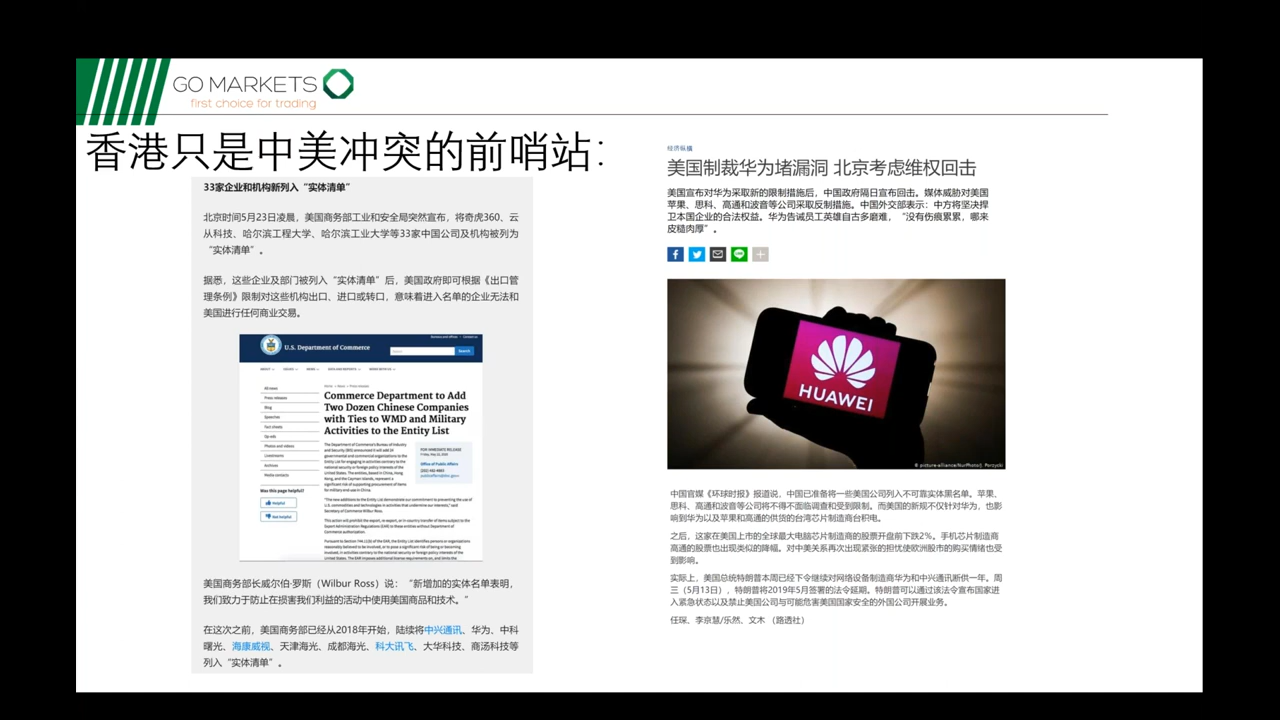 GO MARKETS
first choice for trading
香港只是中美冲突的前哨站：
33家企业和机构新列入“实体清单”
北京时间5月23日凌晨，美国商务部工业和安全局突然宣布，将奇虎360、云
从科技、哈尔滨工程大学、哈尔滨工业大学等33家中国公司及机构被列为
“实体清单”。
据悉，这些企业及部门被列入“实体清单”后，美国政府即可根据《出口管
理条例》限制对这些机构出口、进口或转口，意味着进入名单的企业无法和
美国进行任何商业交易。
U.S. Department of Commerce
Search
All news
Press releases
Blog
Speeches
Fact sheets
Op-eds
Photos and videos
Livestreams
Archives
Media contacts
Was this page helpful?
Helpful
Not helpful
Commerce Department to Add
Two Dozen Chinese Companies
with Ties to WMD and Military
Activities to the Entity List
FOR IMMEDIATE RELEASE
Office of Public Affairs
美国商务部长威尔伯·罗斯（Wilbur Ross）说：“新增加的实体名单表明，
我们致力于防止在损害我们利益的活动中使用美国商品和技术。”
在这次之前，美国商务部已经从2018年开始，陆续将中兴通讯、华为、中科
曙光、海康威视、天津海光、成都海光、科大讯飞、大华科技、商汤科技等
列入“实体清单”。
经济纵横
美国制裁华为堵漏洞 北京考虑维权回击
美国宣布对华为采取新的限制措施后，中国政府隔日宣布回击。媒体威胁对美国
苹果、思科、高通和波音等公司采取反制措施。中国外交部表示：中方将坚决捍
卫本国企业的合法权益。华为告诫员工英雄自古多磨难，“没有伤痕累累，哪来
皮糙肉厚”。
HUAWEI
© picture-alliance/NurPhoto/J. Porzycki
中国官媒《环球时报》报道说，中国已准备将一些美国公司列入不可靠实体黑名单。苹果、
思科、高通和波音等公司将不得不面临调查和受到限制。而美国的新规不仅针对华为，也影
响到华为以及苹果和高通的供货的台湾芯片制造商台积电。
之后，这家在美国上市的全球最大电脑芯片制造商的股票开盘前下跌2%。手机芯片制造商
高通的股票也出现类似的降幅。对中美关系再次出现紧张的担忧使欧洲股市的购买情绪也受
到影响。
实际上，美国总统特朗普本周已经下令继续对网络设备制造商华为和中兴通讯断供一年。周
三（5月13日），特朗普将2019年5月签署的法令延期。特朗普可以通过该法令宣布国家进
入紧急状态以及禁止美国公司与可能危害美国国家安全的外国公司开展业务。
任琛、李京慧/乐然、文木 （路透社）